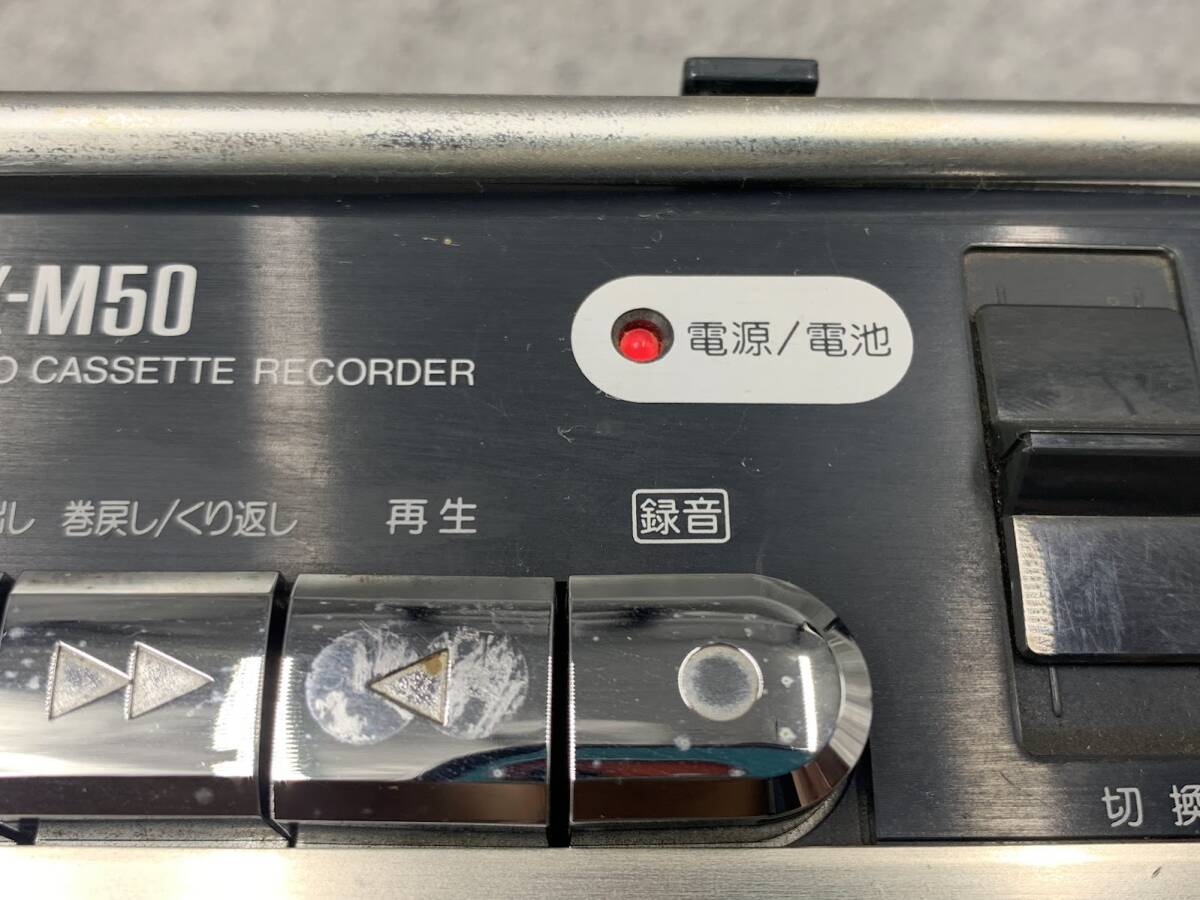 -M50
CASSETTE RECORDER
電源/電池
巻戻し/くり返し
再生
録音
切換